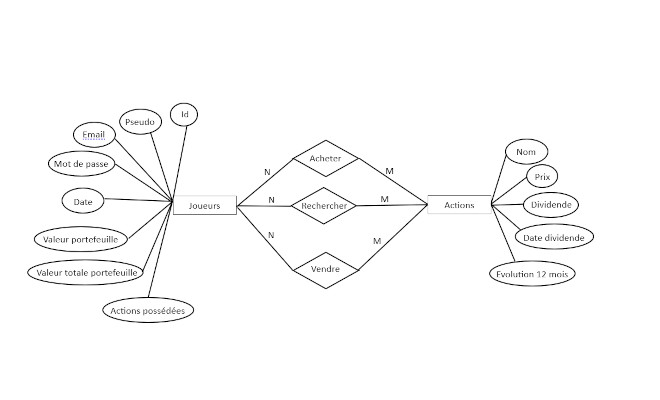 Id
Pseudo
Email
Mot de passe
Date
Valeur portefeuille
Valeur totale portefeuille
Actions possédées
Joueurs
N
Acheter
M
N
Rechercher
M
N
Vendre
M
Actions
Nom
Prix
Dividende
Date dividende
Evolution 12 mois